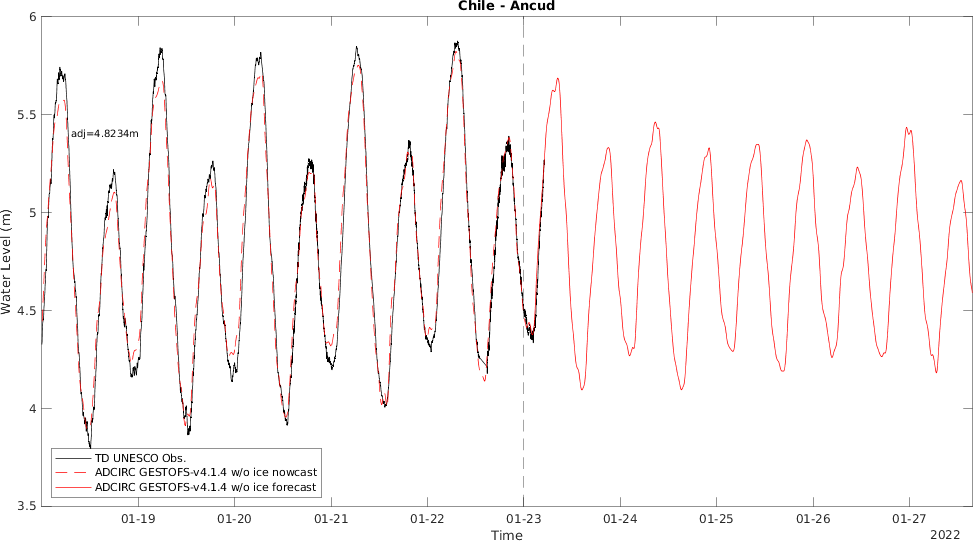 Chile - Ancud
6
5.5
5
4.5
4
3.5
Water Level (m)
adj=4.8234m
TD UNESCO Obs.
ADCIRC GESTOFS-v4.1.4 w/o ice nowcast
ADCIRC GESTOFS-v4.1.4 w/o ice forecast
01-19 01-20 01-21 01-22 01-23 01-24 01-25 01-26 01-27
Time
2022